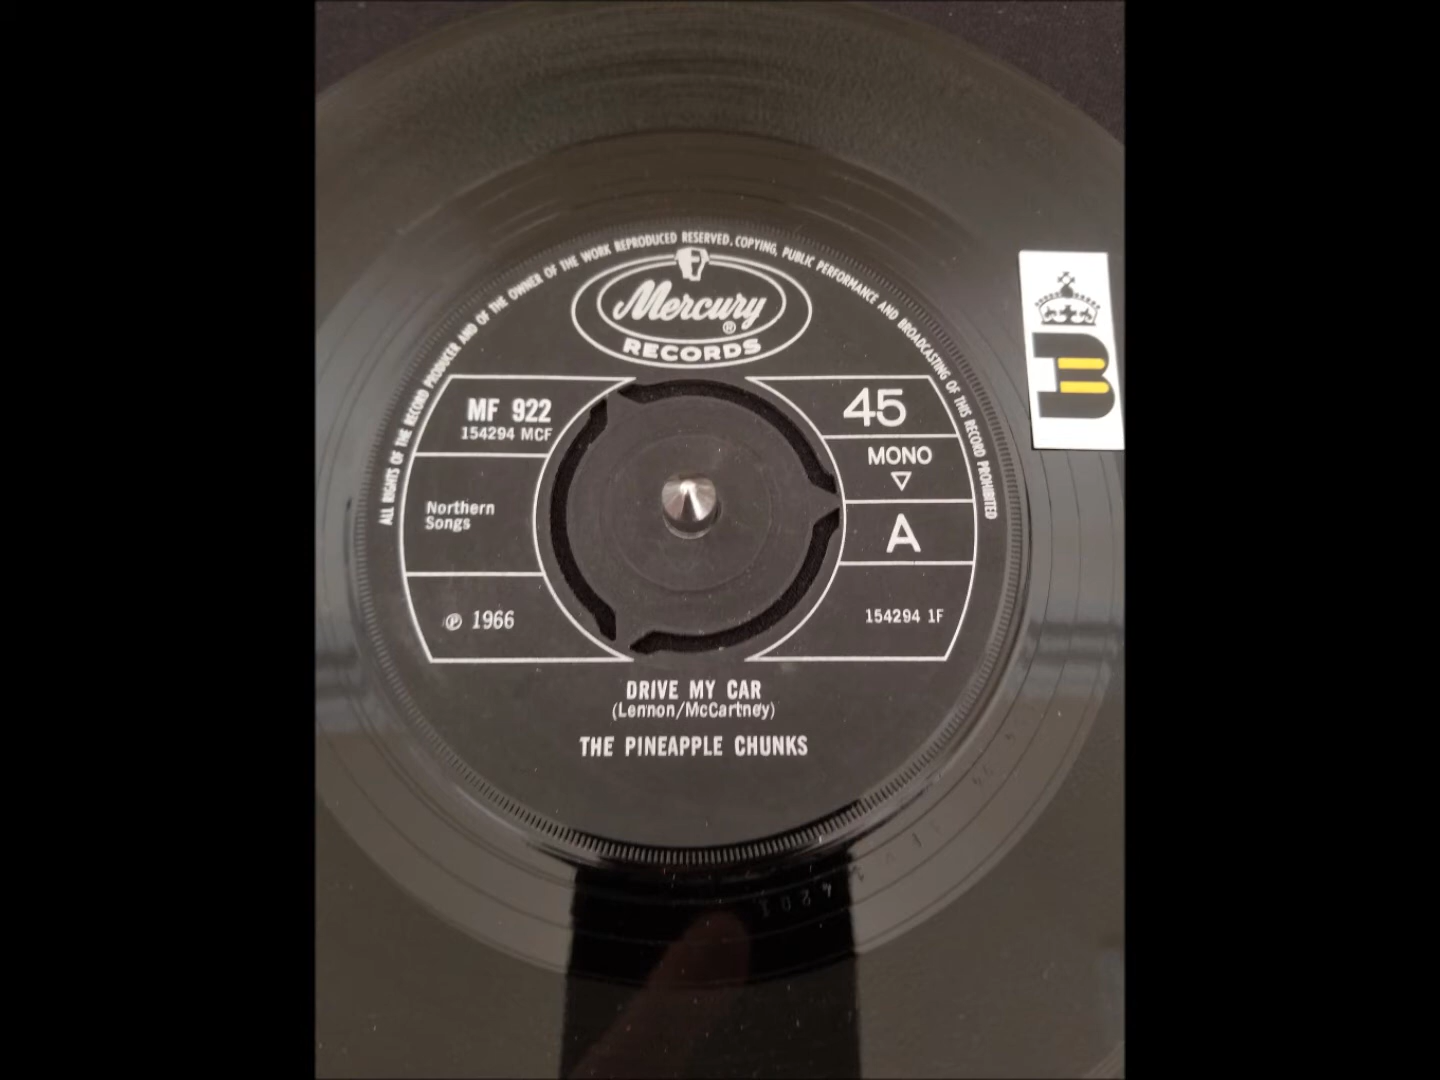 ALL RIGHTS OF THE RECORD PRODUCER AND OF THE OWNER OF THE WORK REPRODUCED RESERVED. COPYING, PUBLIC PERFORMANCE AND BROADCASTING OF THIS RECORD PROHIBITED
Mercury ®
RECORDS
MF 922
154294 MCF
45
MONO
A
Northern
Songs
℗ 1966
154294 1F
DRIVE MY CAR
(Lennon/McCartney)
THE PINEAPPLE CHUNKS
B